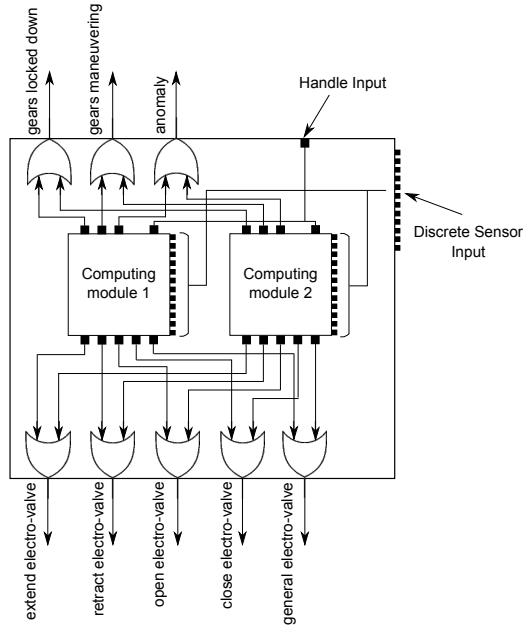 gears locked down
gears maneuvering
anomaly
Handle Input
Discrete Sensor
Input
Computing
module 1
Computing
module 2
extend electro-valve
retract electro-valve
open electro-valve
close electro-valve
general electro-valve